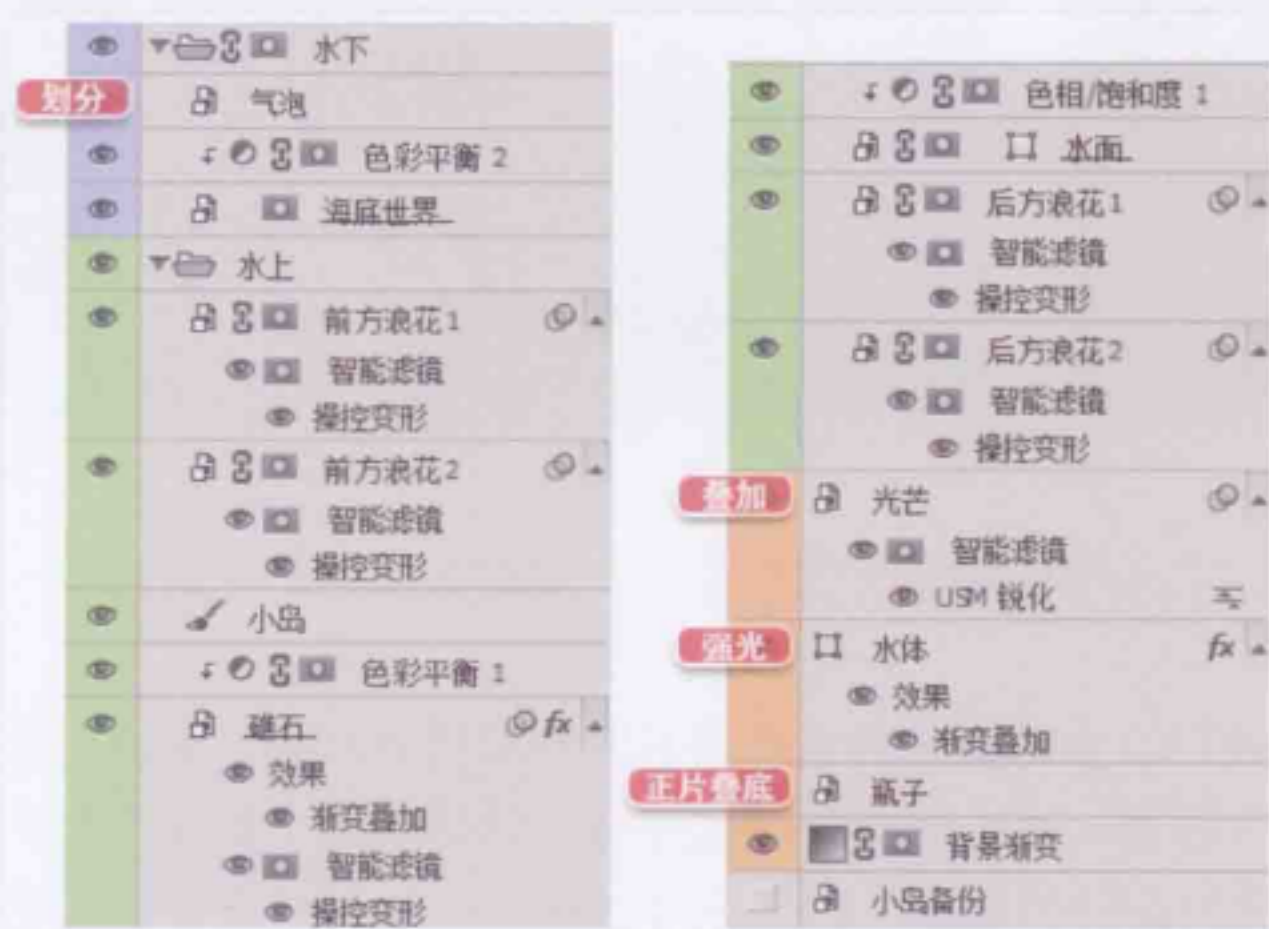 水下
划分
气泡
色彩平衡 2
海底世界
水上
前方浪花1
智能滤镜
操控变形
前方浪花2
智能滤镜
操控变形
小岛
色彩平衡 1
礁石
fx
效果
渐变叠加
智能滤镜
操控变形
色相/饱和度 1
水面
后方浪花1
智能滤镜
操控变形
后方浪花2
智能滤镜
操控变形
叠加
光芒
智能滤镜
USM 锐化
强光
水体
fx
效果
渐变叠加
正片叠底
瓶子
背景渐变
小岛备份